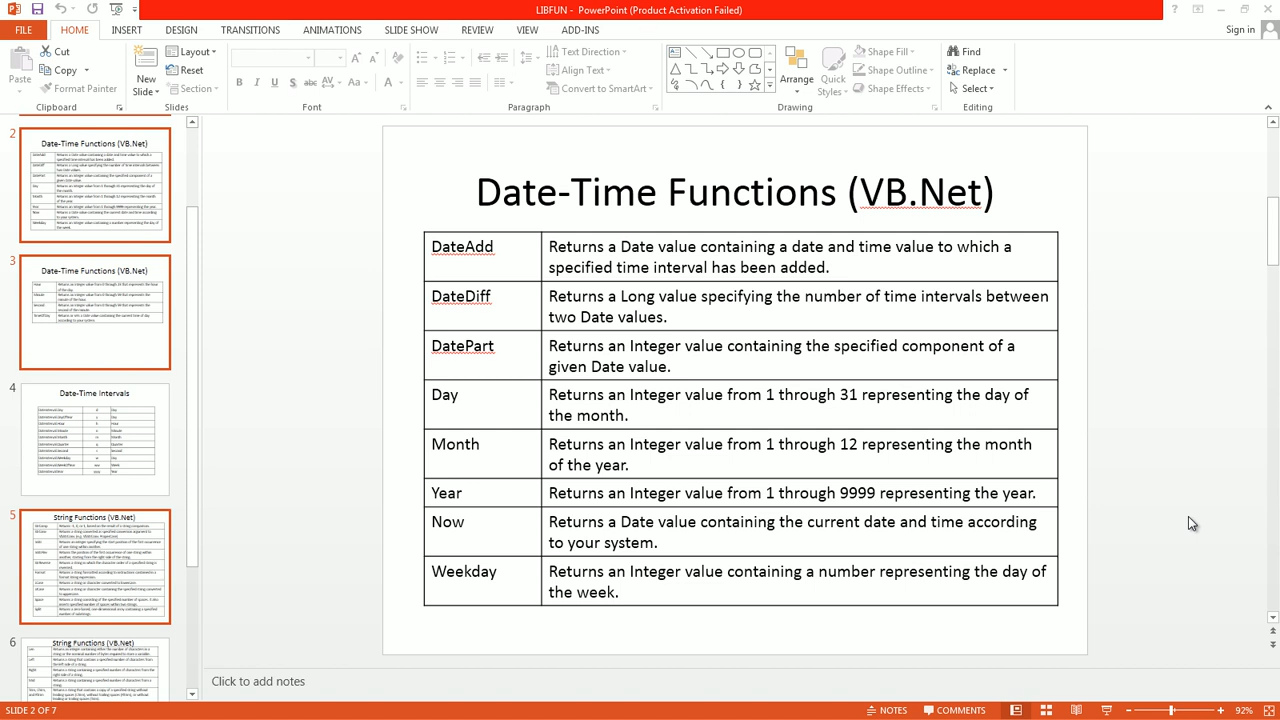 LIBFUN - PowerPoint (Product Activation Failed)
FILE HOME INSERT DESIGN TRANSITIONS ANIMATIONS SLIDE SHOW REVIEW VIEW ADD-INS Sign in
Paste
Cut
Copy
Format Painter
Clipboard
New
Slide
Layout
Reset
Section
Slides
B I U S abc AV Aa A
Font
Text Direction
Align Text
Convert to SmartArt
Paragraph
Arrange
Quick
Styles
Shape Fill
Shape Outline
Shape Effects
Drawing
Find
Replace
Select
Editing
2
Date-Time Functions (VB.Net)
3
Date-Time Functions (VB.Net)
4
Date-Time Intervals
5
String Functions (VB.Net)
6
String Functions (VB.Net)
Date-Time Functions (VB.Net)
DateAdd Returns a Date value containing a date and time value to which a
specified time interval has been added.
DateDiff Returns a Long value specifying the number of time intervals between
two Date values.
DatePart Returns an Integer value containing the specified component of a
given Date value.
Day Returns an Integer value from 1 through 31 representing the day of
the month.
Month Returns an Integer value from 1 through 12 representing the month
of the year.
Year Returns an Integer value from 1 through 9999 representing the year.
Now Returns a Date value containing the current date and time according
to your system.
Weekday Returns an Integer value containing a number representing the day of
the week.
Click to add notes
SLIDE 2 OF 7 NOTES COMMENTS 92%